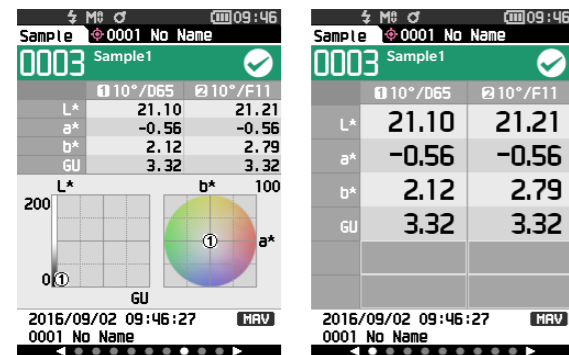 M⇕ 09:46
Sample 0001 No Name
0003 Sample1
1 10°/D65 2 10°/F11
L* 21.10 21.21
a* -0.56 -0.56
b* 2.12 2.79
GU 3.32 3.32
L* b* 100
200
1 a*
0 1
GU
2016/09/02 09:46:27 MAV
0001 No Name
09:46
Sample 0001 No Name
0003 Sample1
1 10°/D65 2 10°/F11
L* 21.10 21.21
a* -0.56 -0.56
b* 2.12 2.79
GU 3.32 3.32
2016/09/02 09:46:27 MAV
0001 No Name